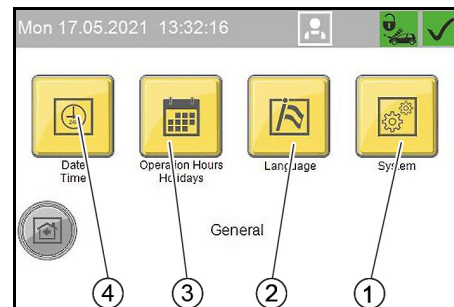 Mon 17.05.2021 13:32:16
Date Operation Hours Language System
Time Holidays
General
4 3 2 1